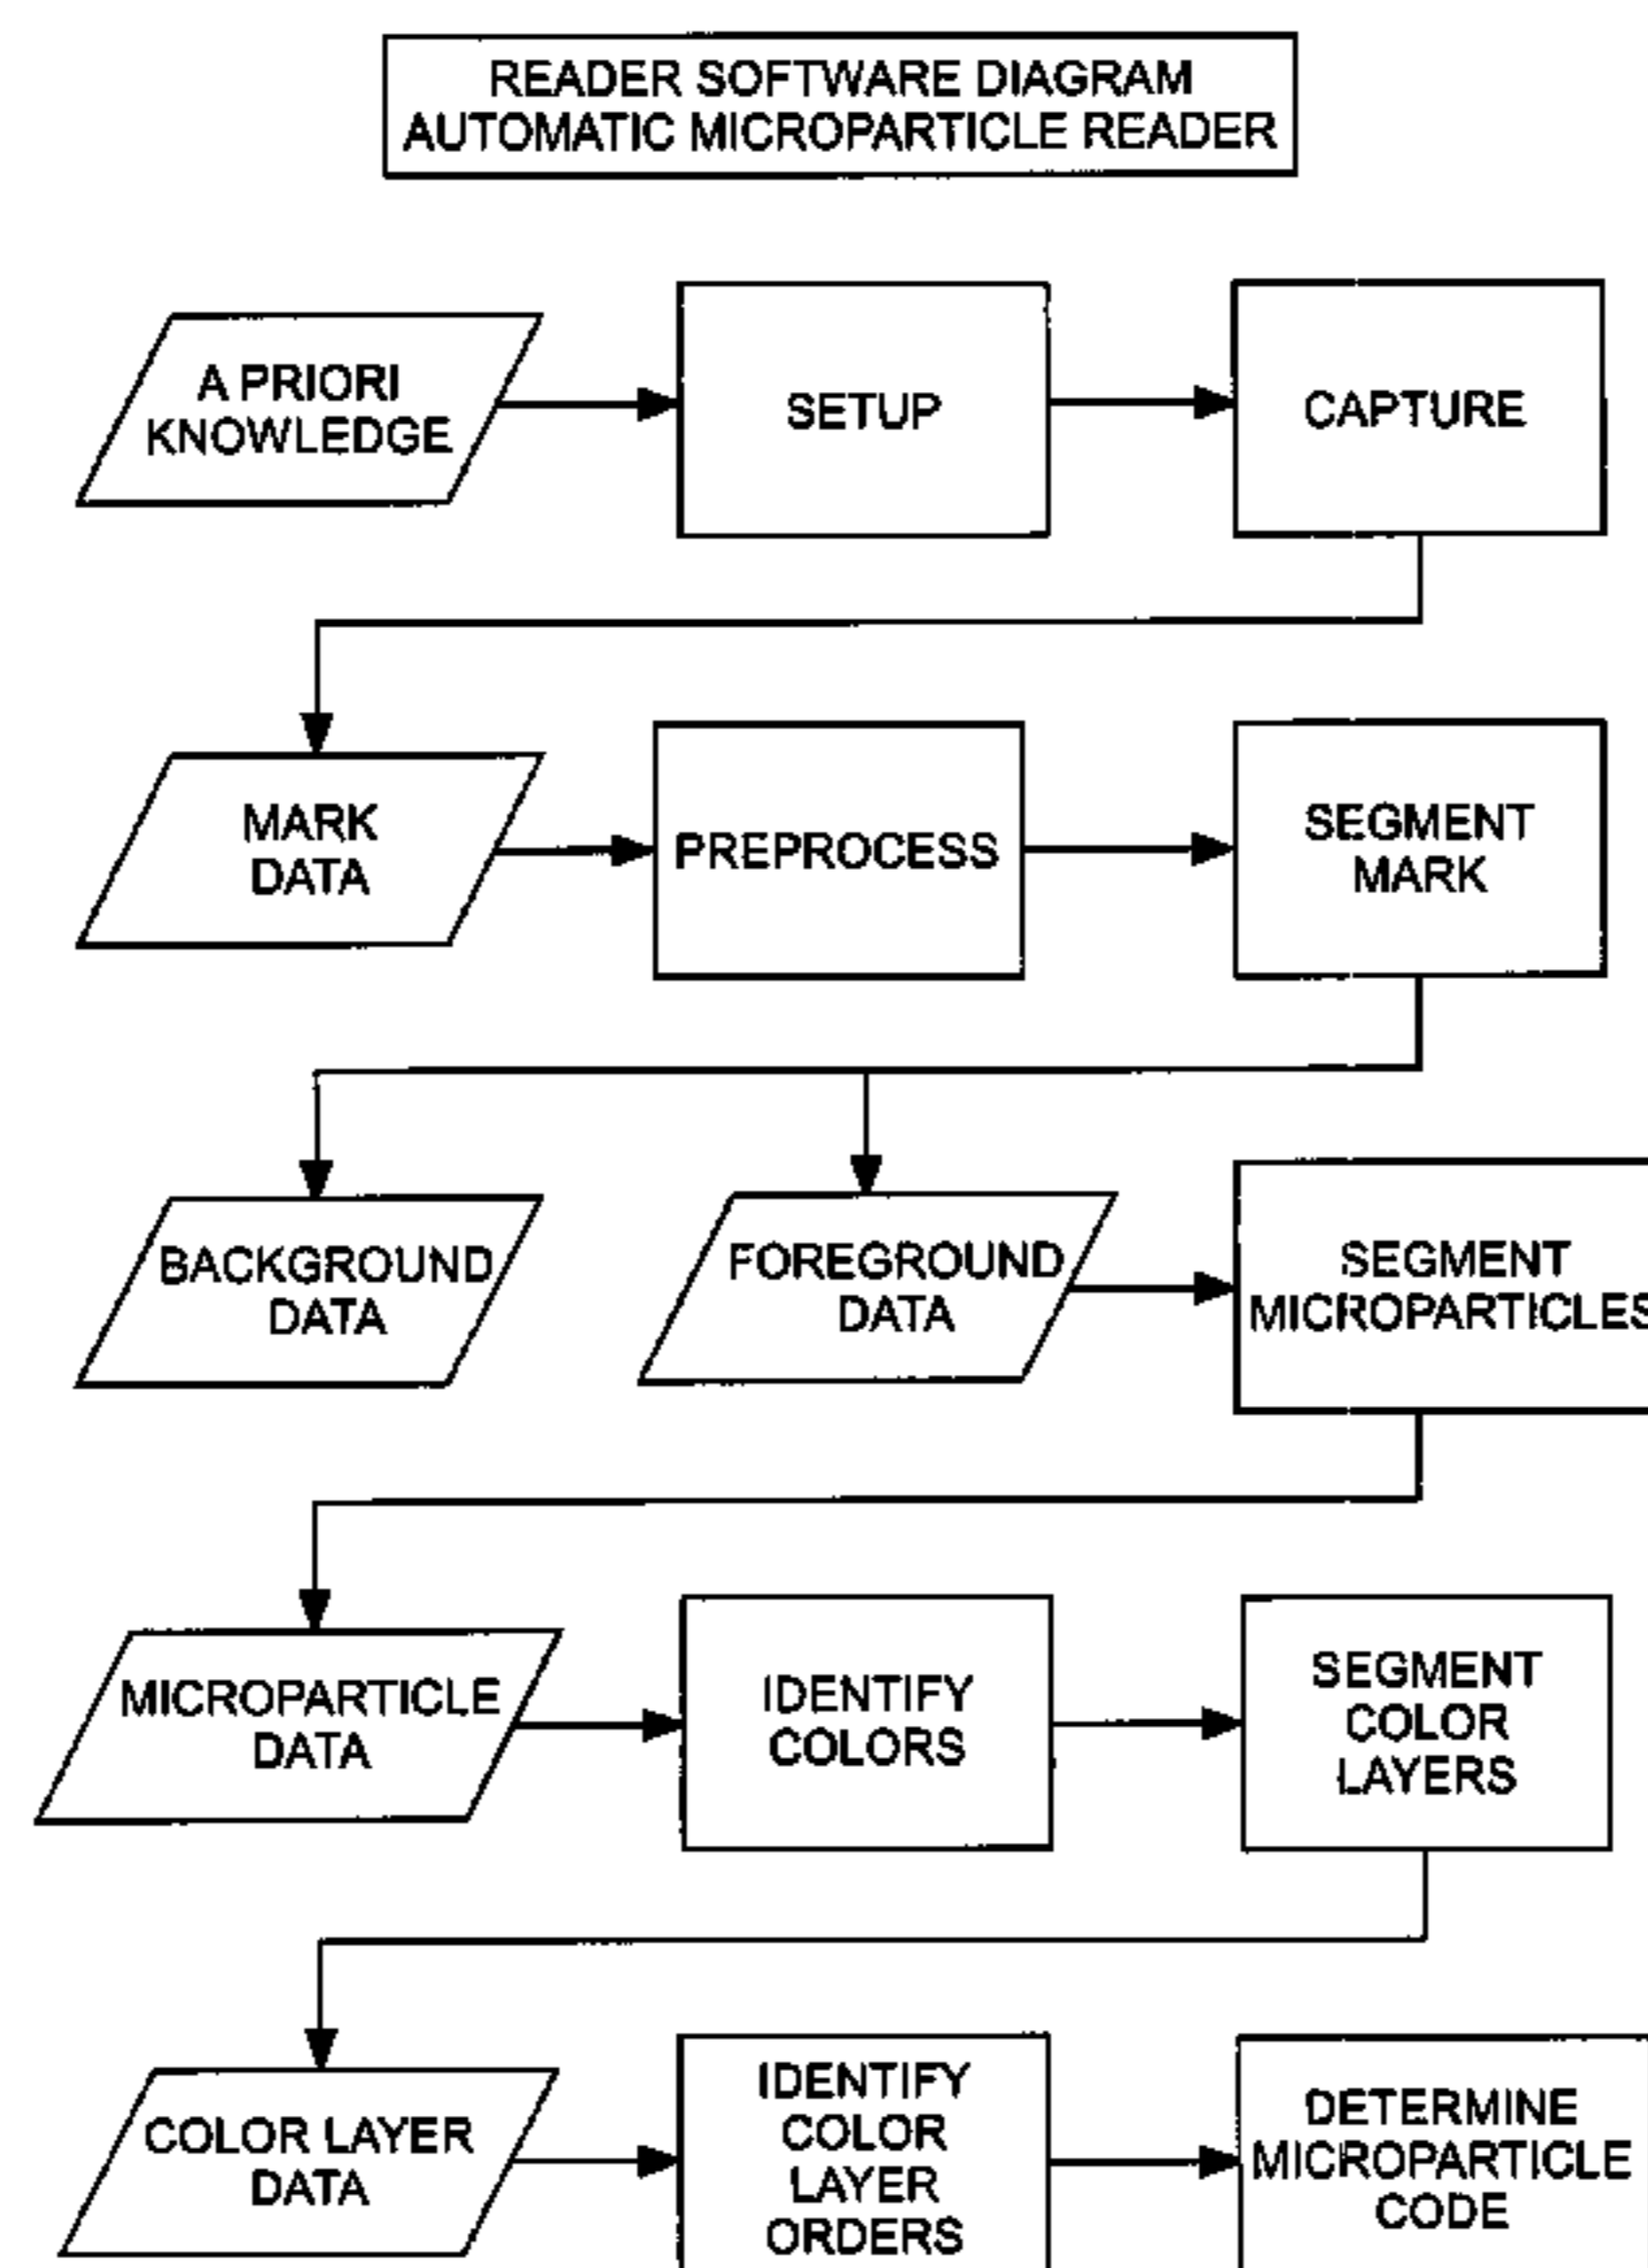 READER SOFTWARE DIAGRAM
AUTOMATIC MICROPARTICLE READER
A PRIORI
KNOWLEDGE
SETUP
CAPTURE
MARK
DATA
PREPROCESS
SEGMENT
MARK
BACKGROUND
DATA
FOREGROUND
DATA
SEGMENT
MICROPARTICLES
MICROPARTICLE
DATA
IDENTIFY
COLORS
SEGMENT
COLOR
LAYERS
COLOR LAYER
DATA
IDENTIFY
COLOR
LAYER
ORDERS
DETERMINE
MICROPARTICLE
CODE